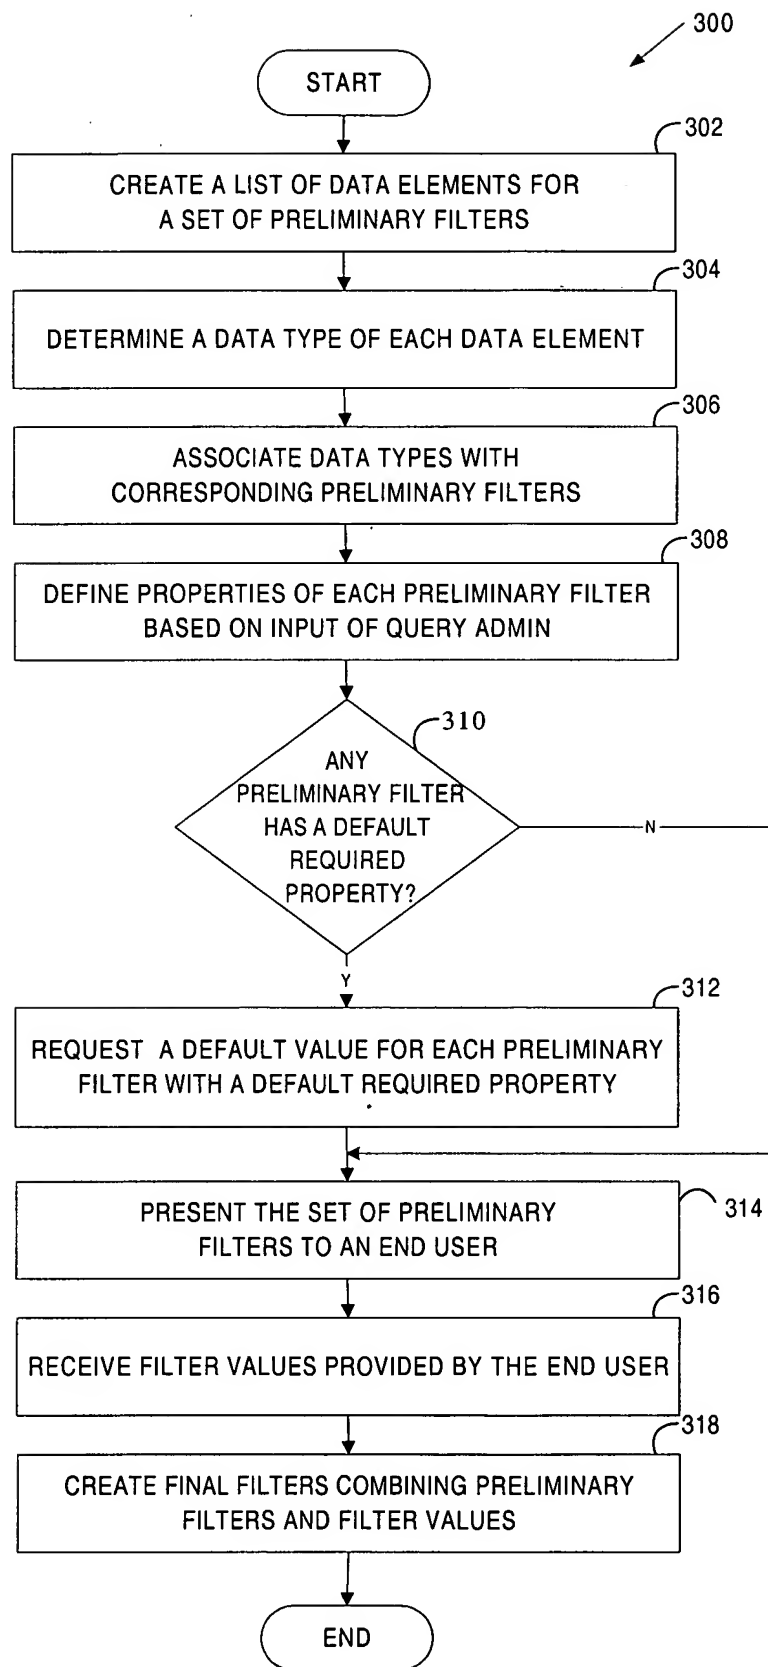 300
START
302
CREATE A LIST OF DATA ELEMENTS FOR
A SET OF PRELIMINARY FILTERS
304
DETERMINE A DATA TYPE OF EACH DATA ELEMENT
306
ASSOCIATE DATA TYPES WITH
CORRESPONDING PRELIMINARY FILTERS
308
DEFINE PROPERTIES OF EACH PRELIMINARY FILTER
BASED ON INPUT OF QUERY ADMIN
310
ANY
PRELIMINARY FILTER
HAS A DEFAULT
REQUIRED
PROPERTY?
N
Y
312
REQUEST A DEFAULT VALUE FOR EACH PRELIMINARY
FILTER WITH A DEFAULT REQUIRED PROPERTY
314
PRESENT THE SET OF PRELIMINARY
FILTERS TO AN END USER
316
RECEIVE FILTER VALUES PROVIDED BY THE END USER
318
CREATE FINAL FILTERS COMBINING PRELIMINARY
FILTERS AND FILTER VALUES
END